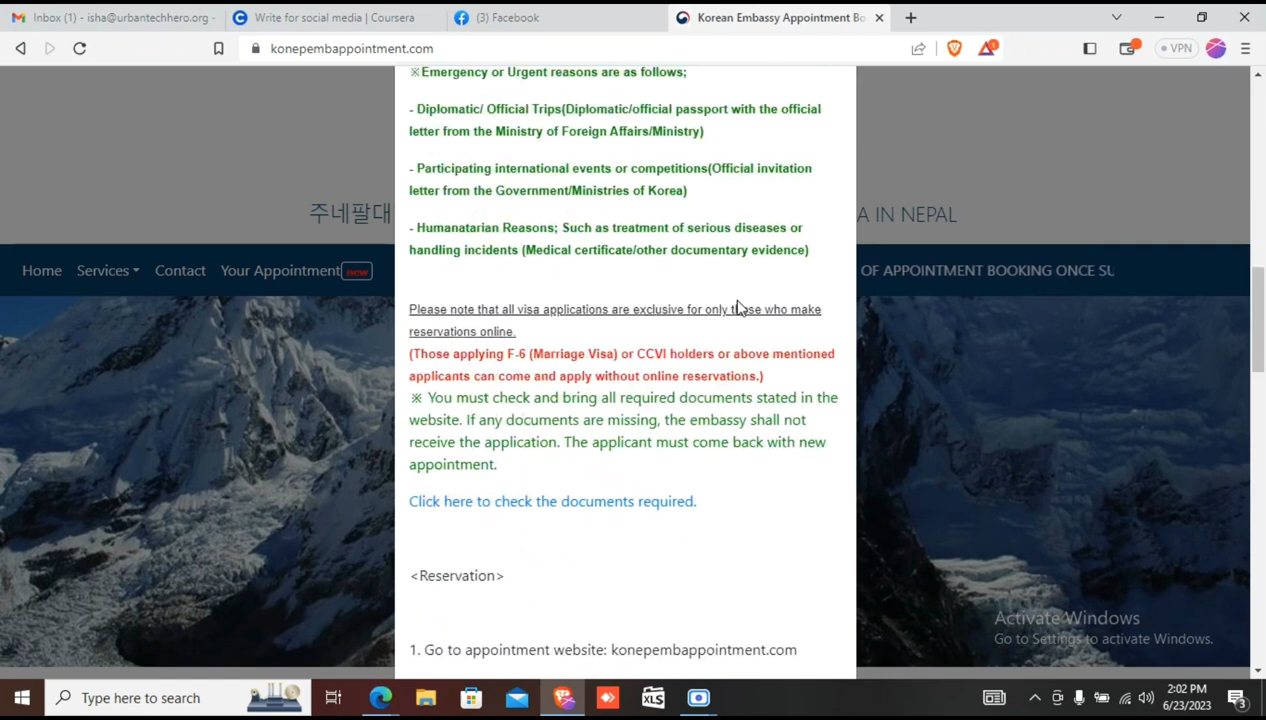 Inbox (1) - isha@urbantechhero.org -
Write for social media | Coursera
(3) Facebook
Korean Embassy Appointment Bo
konepembappointment.com
VPN
※Emergency or Urgent reasons are as follows;
- Diplomatic/ Official Trips(Diplomatic/official passport with the official
letter from the Ministry of Foreign Affairs/Ministry)
- Participating international events or competitions(Official invitation
letter from the Government/Ministries of Korea)
주네팔대
A IN NEPAL
- Humanatarian Reasons; Such as treatment of serious diseases or
handling incidents (Medical certificate/other documentary evidence)
Home
Services
Contact
Your Appointment
new
OF APPOINTMENT BOOKING ONCE SU
Please note that all visa applications are exclusive for only those who make
reservations online.
(Those applying F-6 (Marriage Visa) or CCVI holders or above mentioned
applicants can come and apply without online reservations.)
※ You must check and bring all required documents stated in the
website. If any documents are missing, the embassy shall not
receive the application. The applicant must come back with new
appointment.
Click here to check the documents required.
<Reservation>
1. Go to appointment website: konepembappointment.com
Activate Windows
Go to Settings to activate Windows.
Type here to search
XLS
2:02 PM
6/23/2023
3